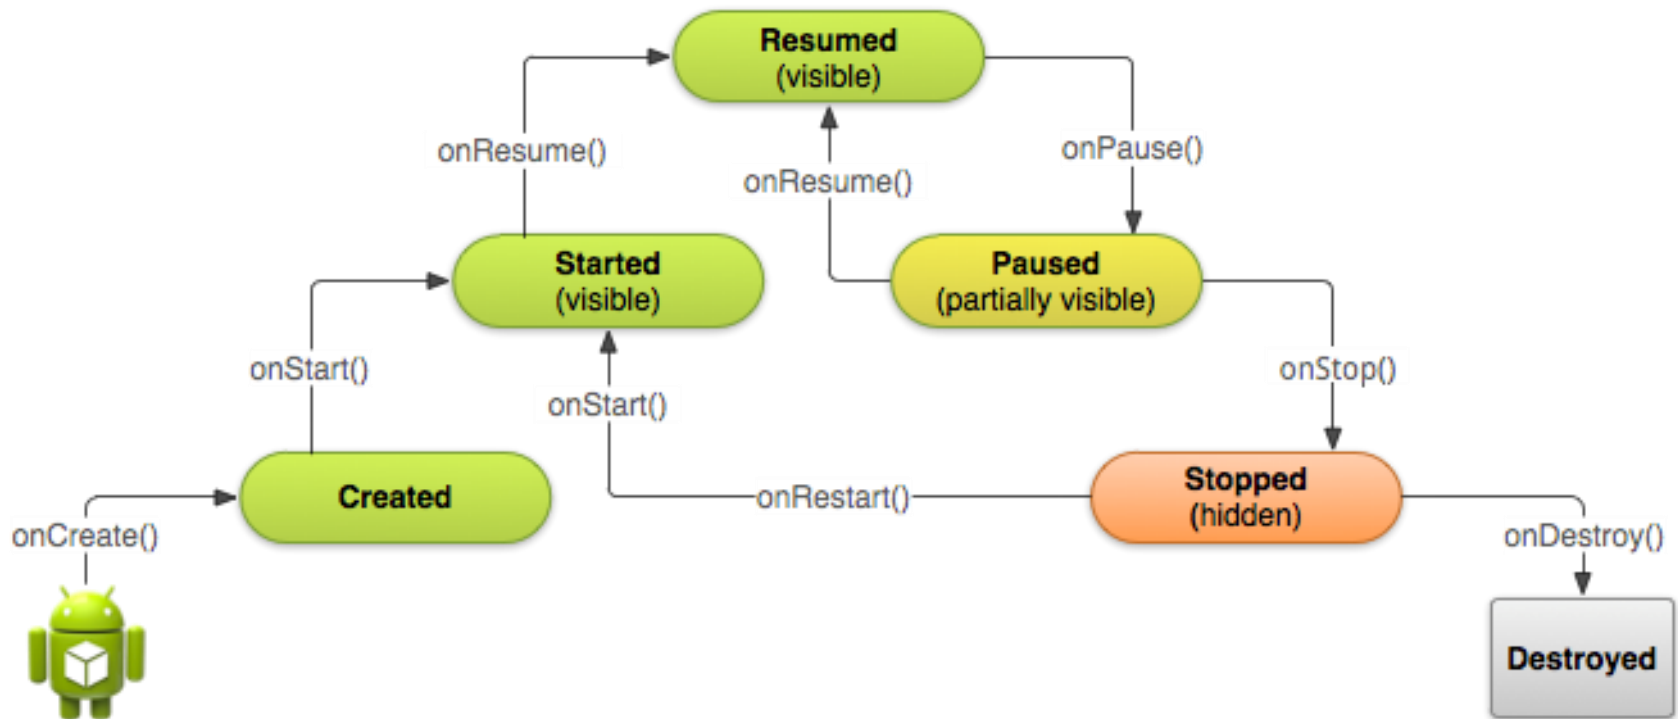 Resumed
(visible)
onResume()
onPause()
onResume()
Started
(visible)
Paused
(partially visible)
onStart()
onStart()
onStop()
Created
onRestart()
Stopped
(hidden)
onCreate()
onDestroy()
Destroyed